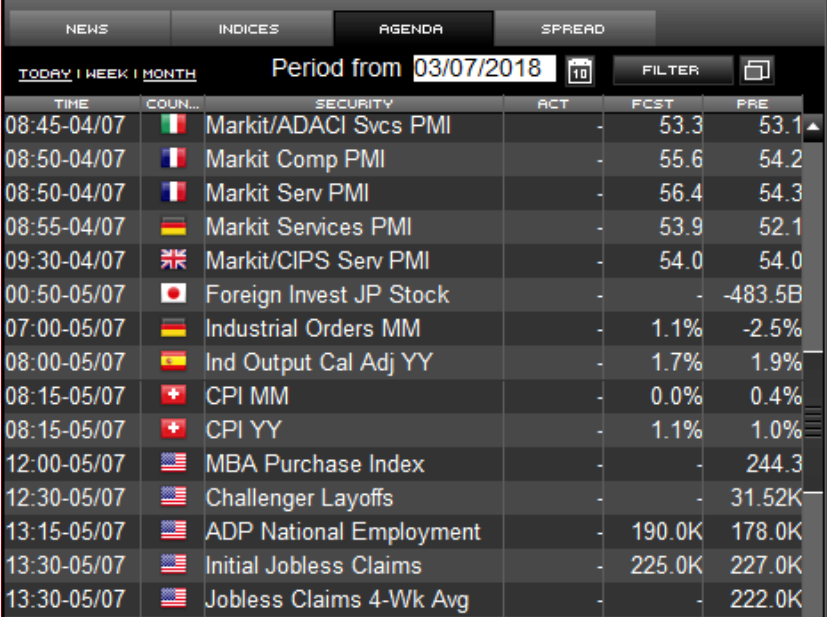 NEWS INDICES AGENDA SPREAD
TODAY | WEEK | MONTH Period from 03/07/2018 10 FILTER
TIME COUN... SECURITY ACT FCST PRE
08:45-04/07 Markit/ADACI Svcs PMI - 53.3 53.1
08:50-04/07 Markit Comp PMI - 55.6 54.2
08:50-04/07 Markit Serv PMI - 56.4 54.3
08:55-04/07 Markit Services PMI - 53.9 52.1
09:30-04/07 Markit/CIPS Serv PMI - 54.0 54.0
00:50-05/07 Foreign Invest JP Stock - - -483.5B
07:00-05/07 Industrial Orders MM - 1.1% -2.5%
08:00-05/07 Ind Output Cal Adj YY - 1.7% 1.9%
08:15-05/07 CPI MM - 0.0% 0.4%
08:15-05/07 CPI YY - 1.1% 1.0%
12:00-05/07 MBA Purchase Index - - 244.3
12:30-05/07 Challenger Layoffs - - 31.52K
13:15-05/07 ADP National Employment - 190.0K 178.0K
13:30-05/07 Initial Jobless Claims - 225.0K 227.0K
13:30-05/07 Jobless Claims 4-Wk Avg - - 222.0K